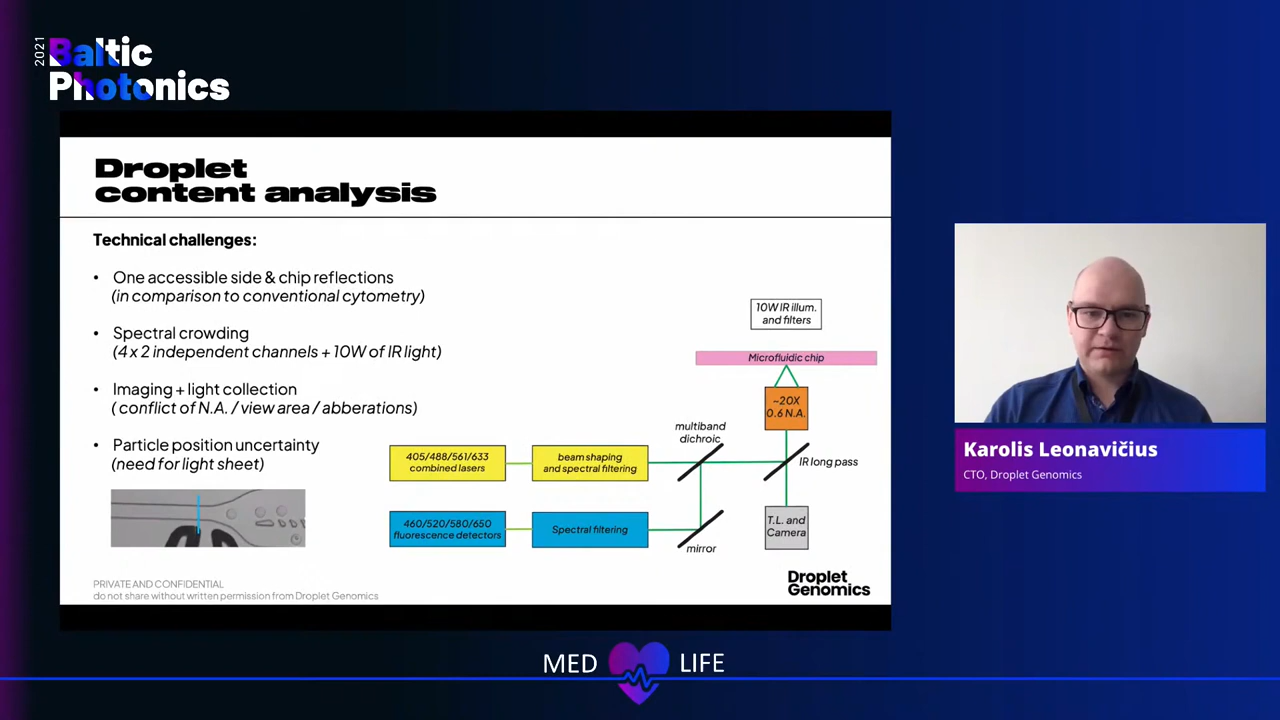 2021
Baltic
Photonics
Droplet
content analysis
Technical challenges:
• One accessible side & chip reflections
(in comparison to conventional cytometry)
• Spectral crowding
(4 x 2 independent channels + 10W of IR light)
• Imaging + light collection
( conflict of N.A. / view area / abberations)
• Particle position uncertainty
(need for light sheet)
10W IR illum.
and filters
Microfluidic chip
~20X
0.6 N.A.
multiband
dichroic
IR long pass
405/488/561/633
combined lasers
beam shaping
and spectral filtering
460/520/580/650
fluorescence detectors
Spectral filtering
mirror
T.L. and
Camera
PRIVATE AND CONFIDENTIAL
do not share without written permission from Droplet Genomics
Droplet
Genomics
Karolis Leonavičius
CTO, Droplet Genomics
MED LIFE